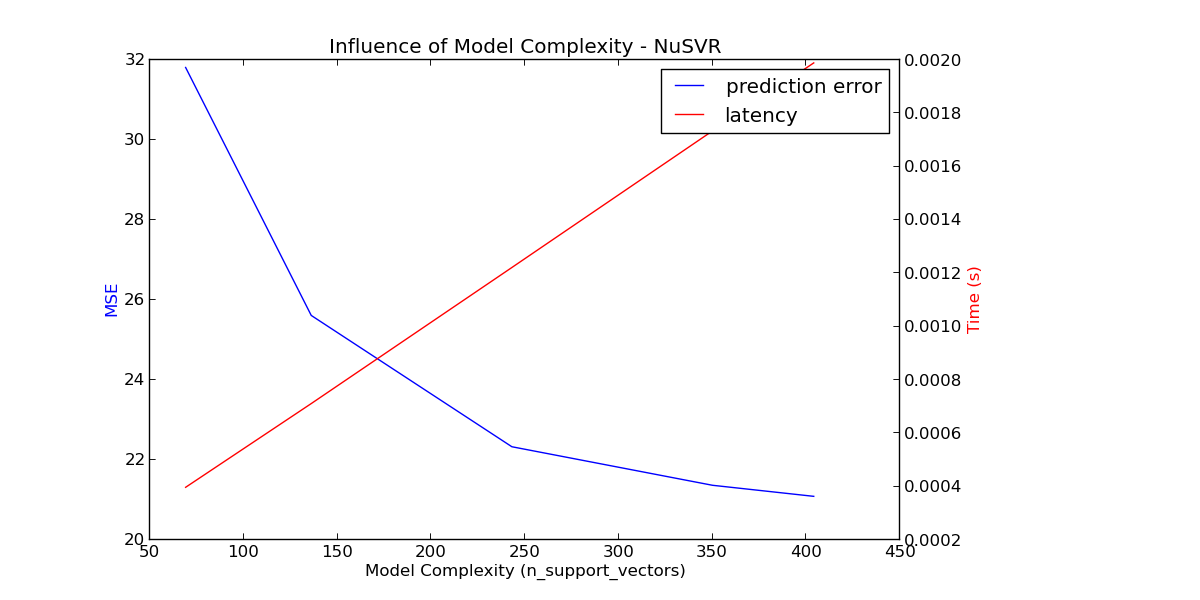 Influence of Model Complexity - NuSVR
prediction error
latency
MSE
32
30
28
26
24
22
20
0.0020
0.0018
0.0016
0.0014
0.0012
0.0010
0.0008
0.0006
0.0004
0.0002
Time (s)
50 100 150 200 250 300 350 400 450
Model Complexity (n_support_vectors)